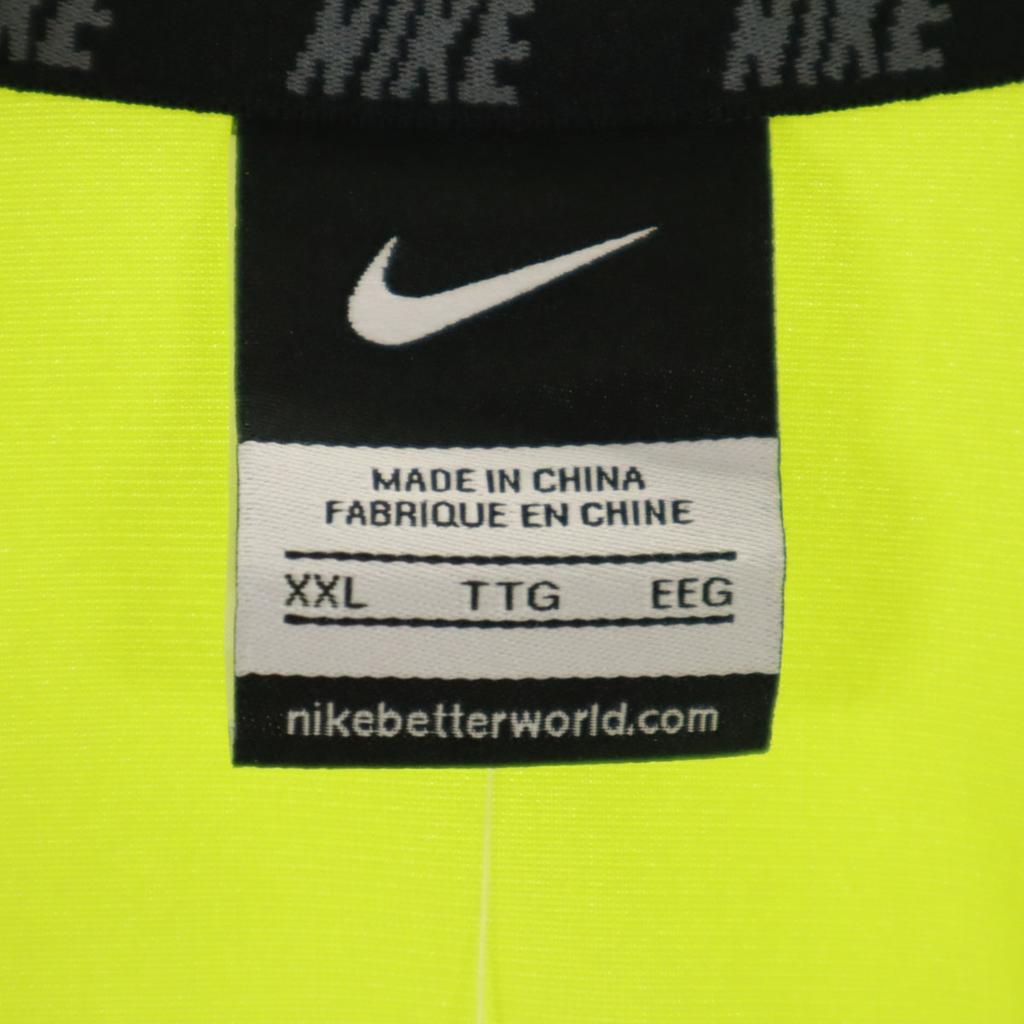 NIKE NIKE
MADE IN CHINA
FABRIQUE EN CHINE
XXL TTG EEG
nikebetterworld.com